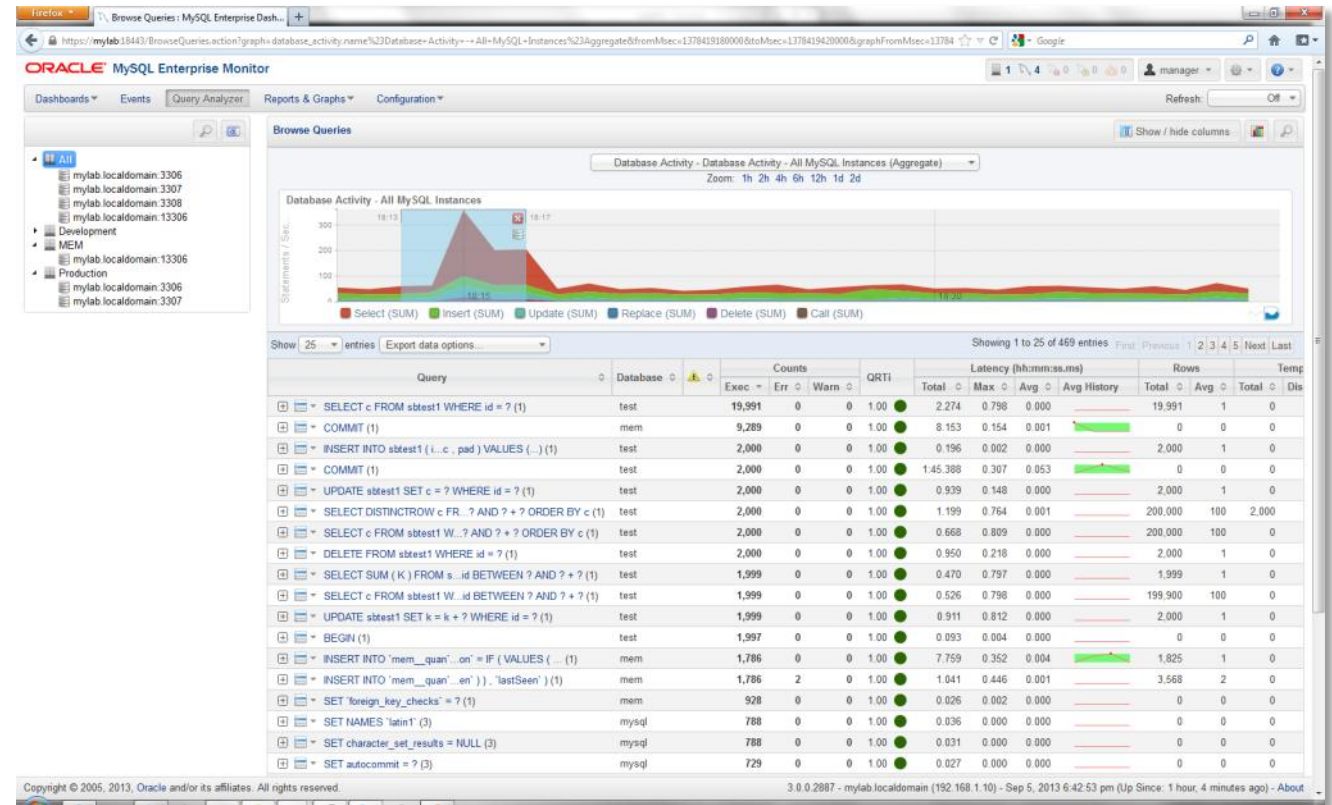 Firefox
Browse Queries : MySQL Enterprise Dash...
https://mylab:18443/BrowseQueries.action?graph=database_activity.name%23Database+Activity+-+All+MySQL+Instances%23Aggregate&fromMsec=1378419180000&toMsec=1378419420000&graphFromMsec=13784
Google
ORACLE MySQL Enterprise Monitor
1 4 0 0 0 manager
Dashboards Events Query Analyzer Reports & Graphs Configuration Refresh: Off
Browse Queries Show / hide columns
All
mylab.localdomain:3306
mylab.localdomain:3307
mylab.localdomain:3308
mylab.localdomain:13306
Development
MEM
mylab.localdomain:13306
Production
mylab.localdomain:3306
mylab.localdomain:3307
Database Activity - Database Activity - All MySQL Instances (Aggregate)
Zoom: 1h 2h 4h 6h 12h 1d 2d
Database Activity - All MySQL Instances
Statements / Sec.
300
200
100
0
18:13 18:17
18:15 18:20
Select (SUM) Insert (SUM) Update (SUM) Replace (SUM) Delete (SUM) Call (SUM)
Show 25 entries Export data options... Showing 1 to 25 of 469 entries First Previous 1 2 3 4 5 Next Last
Query Database Counts QRTi Latency (hh:mm:ss.ms) Rows Temp
Exec Err Warn Total Max Avg Avg History Total Avg Total Dis
SELECT c FROM sbtest1 WHERE id = ? (1) test 19,991 0 0 1.00 2.274 0.798 0.000 19,991 1 0
COMMIT (1) mem 9,289 0 0 1.00 8.153 0.154 0.001 0 0 0
INSERT INTO sbtest1 ( i...c , pad ) VALUES (...) (1) test 2,000 0 0 1.00 0.196 0.002 0.000 2,000 1 0
COMMIT (1) test 2,000 0 0 1.00 1:45.388 0.307 0.053 0 0 0
UPDATE sbtest1 SET c = ? WHERE id = ? (1) test 2,000 0 0 1.00 0.939 0.148 0.000 2,000 1 0
SELECT DISTINCTROW c FR...? AND ? + ? ORDER BY c (1) test 2,000 0 0 1.00 1.199 0.764 0.001 200,000 100 2,000
SELECT c FROM sbtest1 W...? AND ? + ? ORDER BY c (1) test 2,000 0 0 1.00 0.668 0.809 0.000 200,000 100 0
DELETE FROM sbtest1 WHERE id = ? (1) test 2,000 0 0 1.00 0.950 0.218 0.000 2,000 1 0
SELECT SUM ( K ) FROM s...id BETWEEN ? AND ? + ? (1) test 1,999 0 0 1.00 0.470 0.797 0.000 1,999 1 0
SELECT c FROM sbtest1 W...id BETWEEN ? AND ? + ? (1) test 1,999 0 0 1.00 0.526 0.798 0.000 199,900 100 0
UPDATE sbtest1 SET k = k + ? WHERE id = ? (1) test 1,999 0 0 1.00 0.911 0.812 0.000 2,000 1 0
BEGIN (1) test 1,997 0 0 1.00 0.093 0.004 0.000 0 0 0
INSERT INTO `mem__quan`...on` = IF ( VALUES ( ... (1) mem 1,786 0 0 1.00 7.759 0.352 0.004 1,825 1 0
INSERT INTO `mem__quan`...en` ) ) , `lastSeen` ) (1) mem 1,786 2 0 1.00 1.041 0.446 0.001 3,568 2 0
SET `foreign_key_checks` = ? (1) mem 928 0 0 1.00 0.026 0.002 0.000 0 0 0
SET NAMES `latin1` (3) mysql 788 0 0 1.00 0.036 0.000 0.000 0 0 0
SET character_set_results = NULL (3) mysql 788 0 0 1.00 0.031 0.000 0.000 0 0 0
SET autocommit = ? (3) mysql 729 0 0 1.00 0.027 0.000 0.000 0 0 0
Copyright © 2005, 2013, Oracle and/or its affiliates. All rights reserved. 3.0.0.2887 - mylab.localdomain (192.168.1.10) - Sep 5, 2013 6:42:53 pm (Up Since: 1 hour, 4 minutes ago) - About